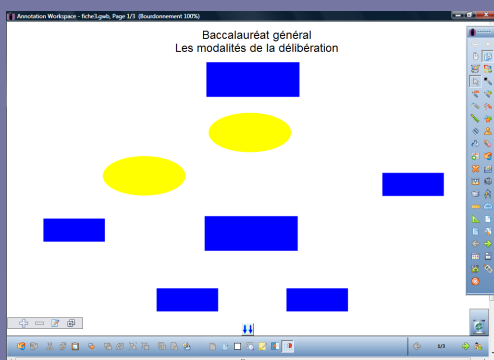 Annotation Workspace - fiche3.gwb, Page 1/3 (Bourdonnement 100%)
Baccalauréat général
Les modalités de la délibération
1/3